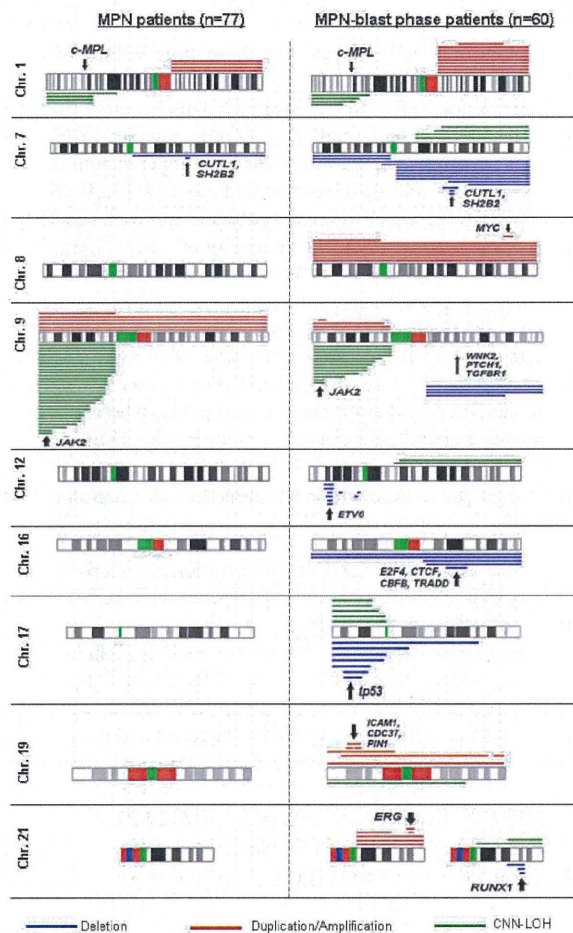 MPN patients (n=77)
MPN-blast phase patients (n=60)
Chr. 1
c-MPL
c-MPL
Chr. 7
CUTL1,
SH2B2
CUTL1,
SH2B2
Chr. 8
MYC
Chr. 9
JAK2
JAK2
WNK2,
PTCH1,
TGFBR1
Chr. 12
ETV6
Chr. 16
E2F4, CTCF,
CBFB, TRADD
Chr. 17
tp53
Chr. 19
ICAM1,
CDC37,
PIN1
Chr. 21
ERG
RUNX1
Deletion
Duplication/Amplification
CNN-LOH